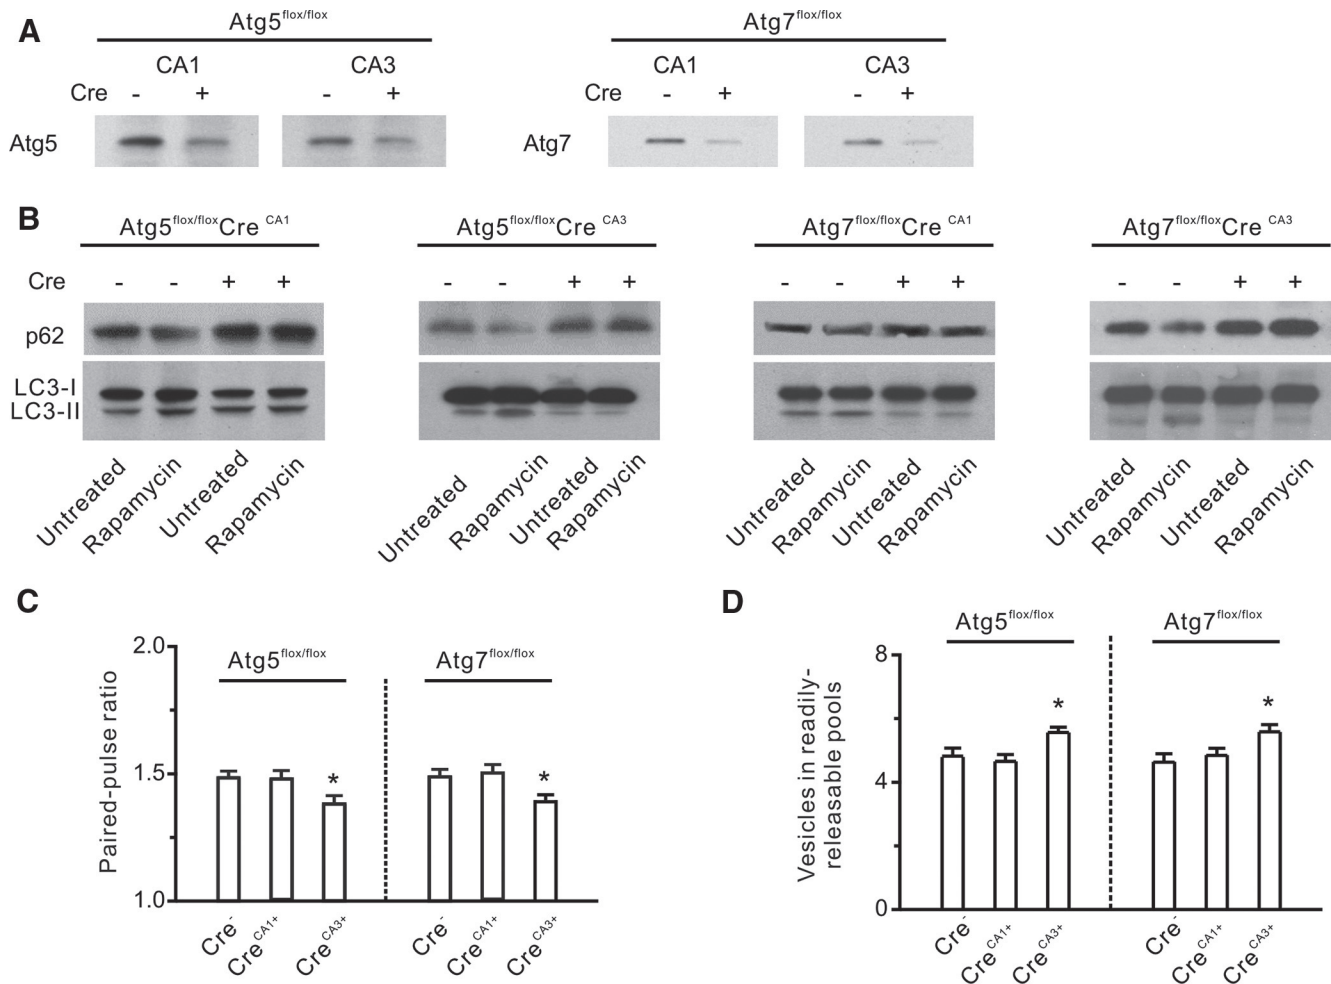 A
Atg5flox/flox
Atg7flox/flox
CA1 CA3 CA1 CA3
Cre - + - + Cre - + - +
Atg5 Atg7
B
Atg5flox/floxCre CA1
Atg5flox/floxCre CA3
Atg7flox/floxCre CA1
Atg7flox/floxCre CA3
Cre - - + + - - + + - - + + - - + +
p62
LC3-I
LC3-II
Untreated Rapamycin Untreated Rapamycin Untreated Rapamycin Untreated Rapamycin Untreated Rapamycin Untreated Rapamycin Untreated Rapamycin Untreated Rapamycin
C
Paired-pulse ratio
2.0
1.5
1.0
Atg5flox/flox
Atg7flox/flox
* *
Cre- CreCA1+ CreCA3+ Cre- CreCA1+ CreCA3+
D
Vesicles in readily-
releasable pools
8
4
0
Atg5flox/flox
Atg7flox/flox
* *
Cre- CreCA1+ CreCA3+ Cre- CreCA1+ CreCA3+